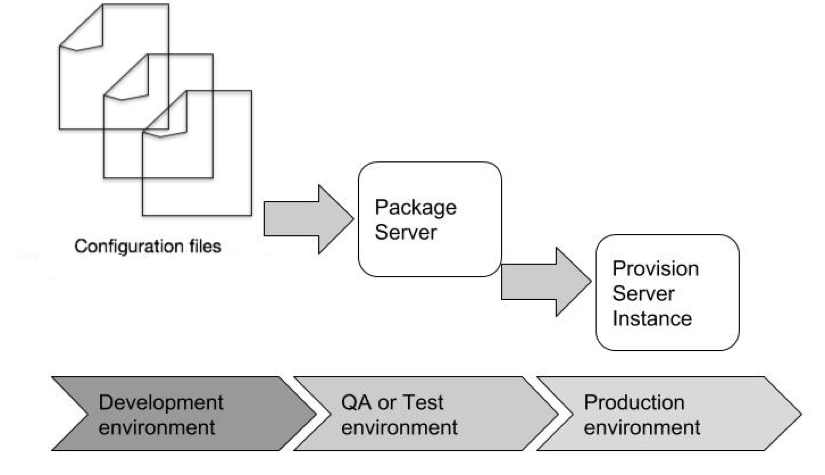 Configuration files
Package
Server
Provision
Server
Instance
Development
environment
QA or Test
environment
Production
environment